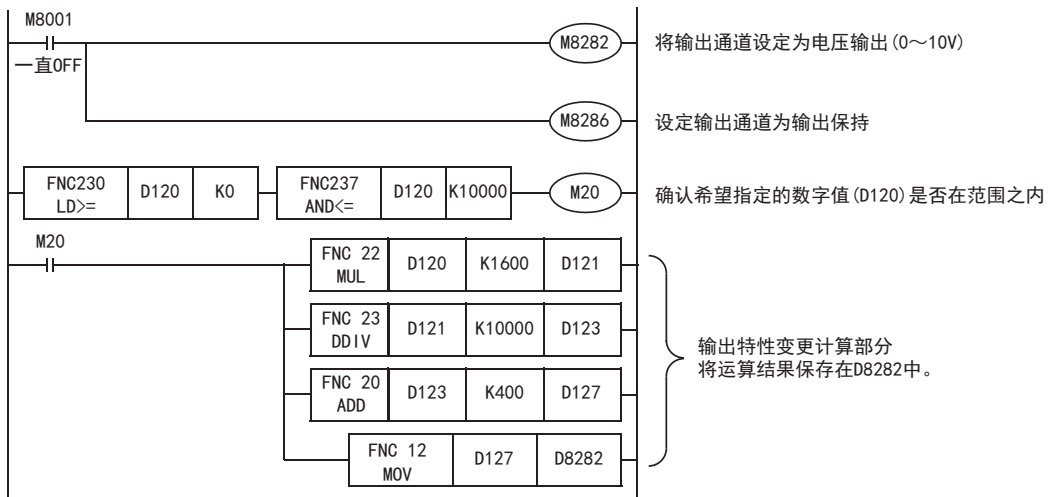 M8001
一直OFF
M8282
将输出通道设定为电压输出(0～10V)
M8286
设定输出通道为输出保持
FNC230
LD>=
D120
K0
FNC237
AND<=
D120
K10000
M20
确认希望指定的数字值(D120)是否在范围之内
M20
FNC 22
MUL
D120
K1600
D121
FNC 23
DDIV
D121
K10000
D123
FNC 20
ADD
D123
K400
D127
FNC 12
MOV
D127
D8282
输出特性变更计算部分
将运算结果保存在D8282中。